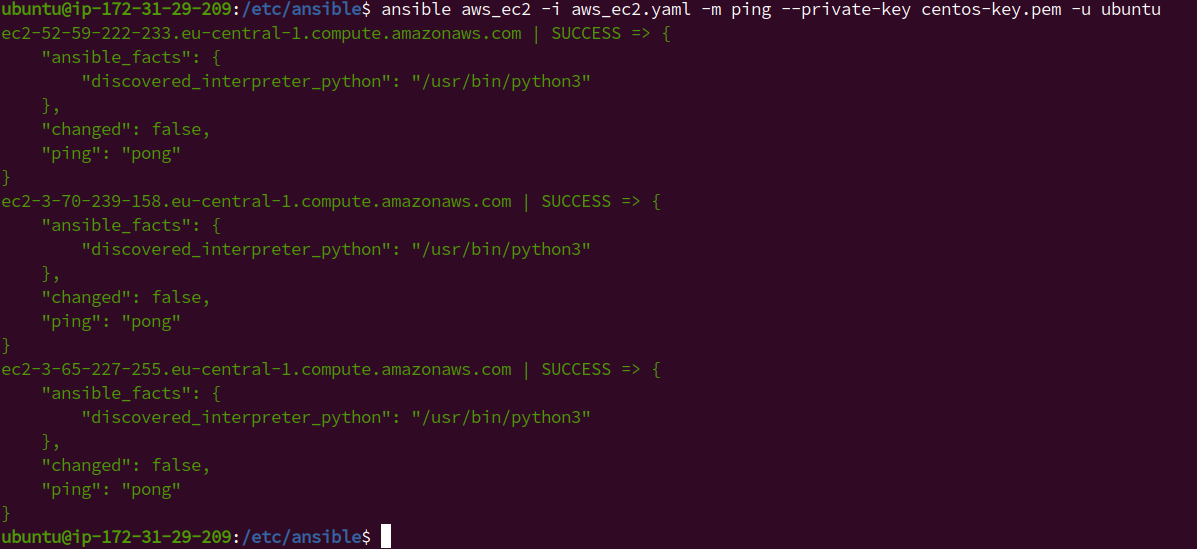 ubuntu@ip-172-31-29-209:/etc/ansible$ ansible aws_ec2 -i aws_ec2.yaml -m ping --private-key centos-key.pem -u ubuntu
ec2-52-59-222-233.eu-central-1.compute.amazonaws.com | SUCCESS => {
    "ansible_facts": {
        "discovered_interpreter_python": "/usr/bin/python3"
    },
    "changed": false,
    "ping": "pong"
}
ec2-3-70-239-158.eu-central-1.compute.amazonaws.com | SUCCESS => {
    "ansible_facts": {
        "discovered_interpreter_python": "/usr/bin/python3"
    },
    "changed": false,
    "ping": "pong"
}
ec2-3-65-227-255.eu-central-1.compute.amazonaws.com | SUCCESS => {
    "ansible_facts": {
        "discovered_interpreter_python": "/usr/bin/python3"
    },
    "changed": false,
    "ping": "pong"
}
ubuntu@ip-172-31-29-209:/etc/ansible$